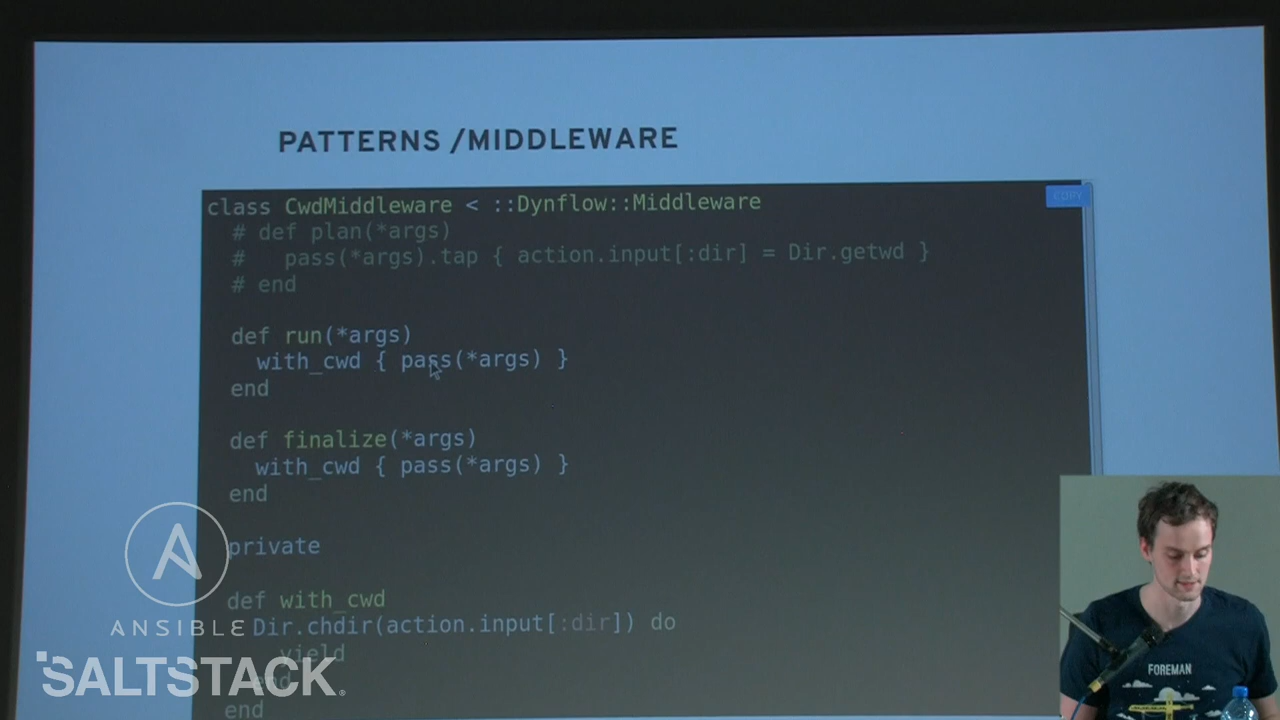 PATTERNS /MIDDLEWARE
COPY
class CwdMiddleware < ::Dynflow::Middleware
# def plan(*args)
#   pass(*args).tap { action.input[:dir] = Dir.getwd }
# end
def run(*args)
with_cwd { pass(*args) }
end
def finalize(*args)
with_cwd { pass(*args) }
end
private
def with_cwd
Dir.chdir(action.input[:dir]) do
yield
end
end
ANSIBLE
SALTSTACK
FOREMAN